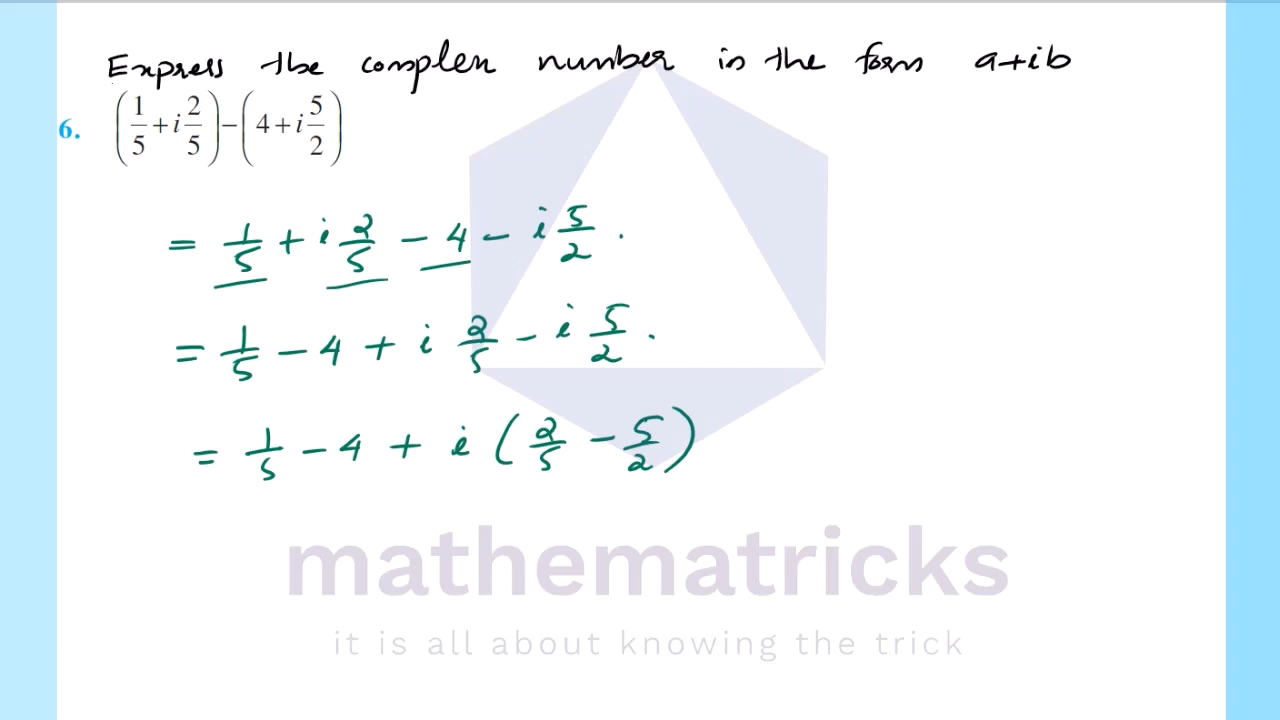 Express the complex number in the form a+ib
6. (1/5 + i 2/5) − (4 + i 5/2)
= 1/5 + i 2/5 − 4 − i 5/2 .
= 1/5 − 4 + i 2/5 − i 5/2 .
= 1/5 − 4 + i (2/5 − 5/2)
mathematricks
it is all about knowing the trick